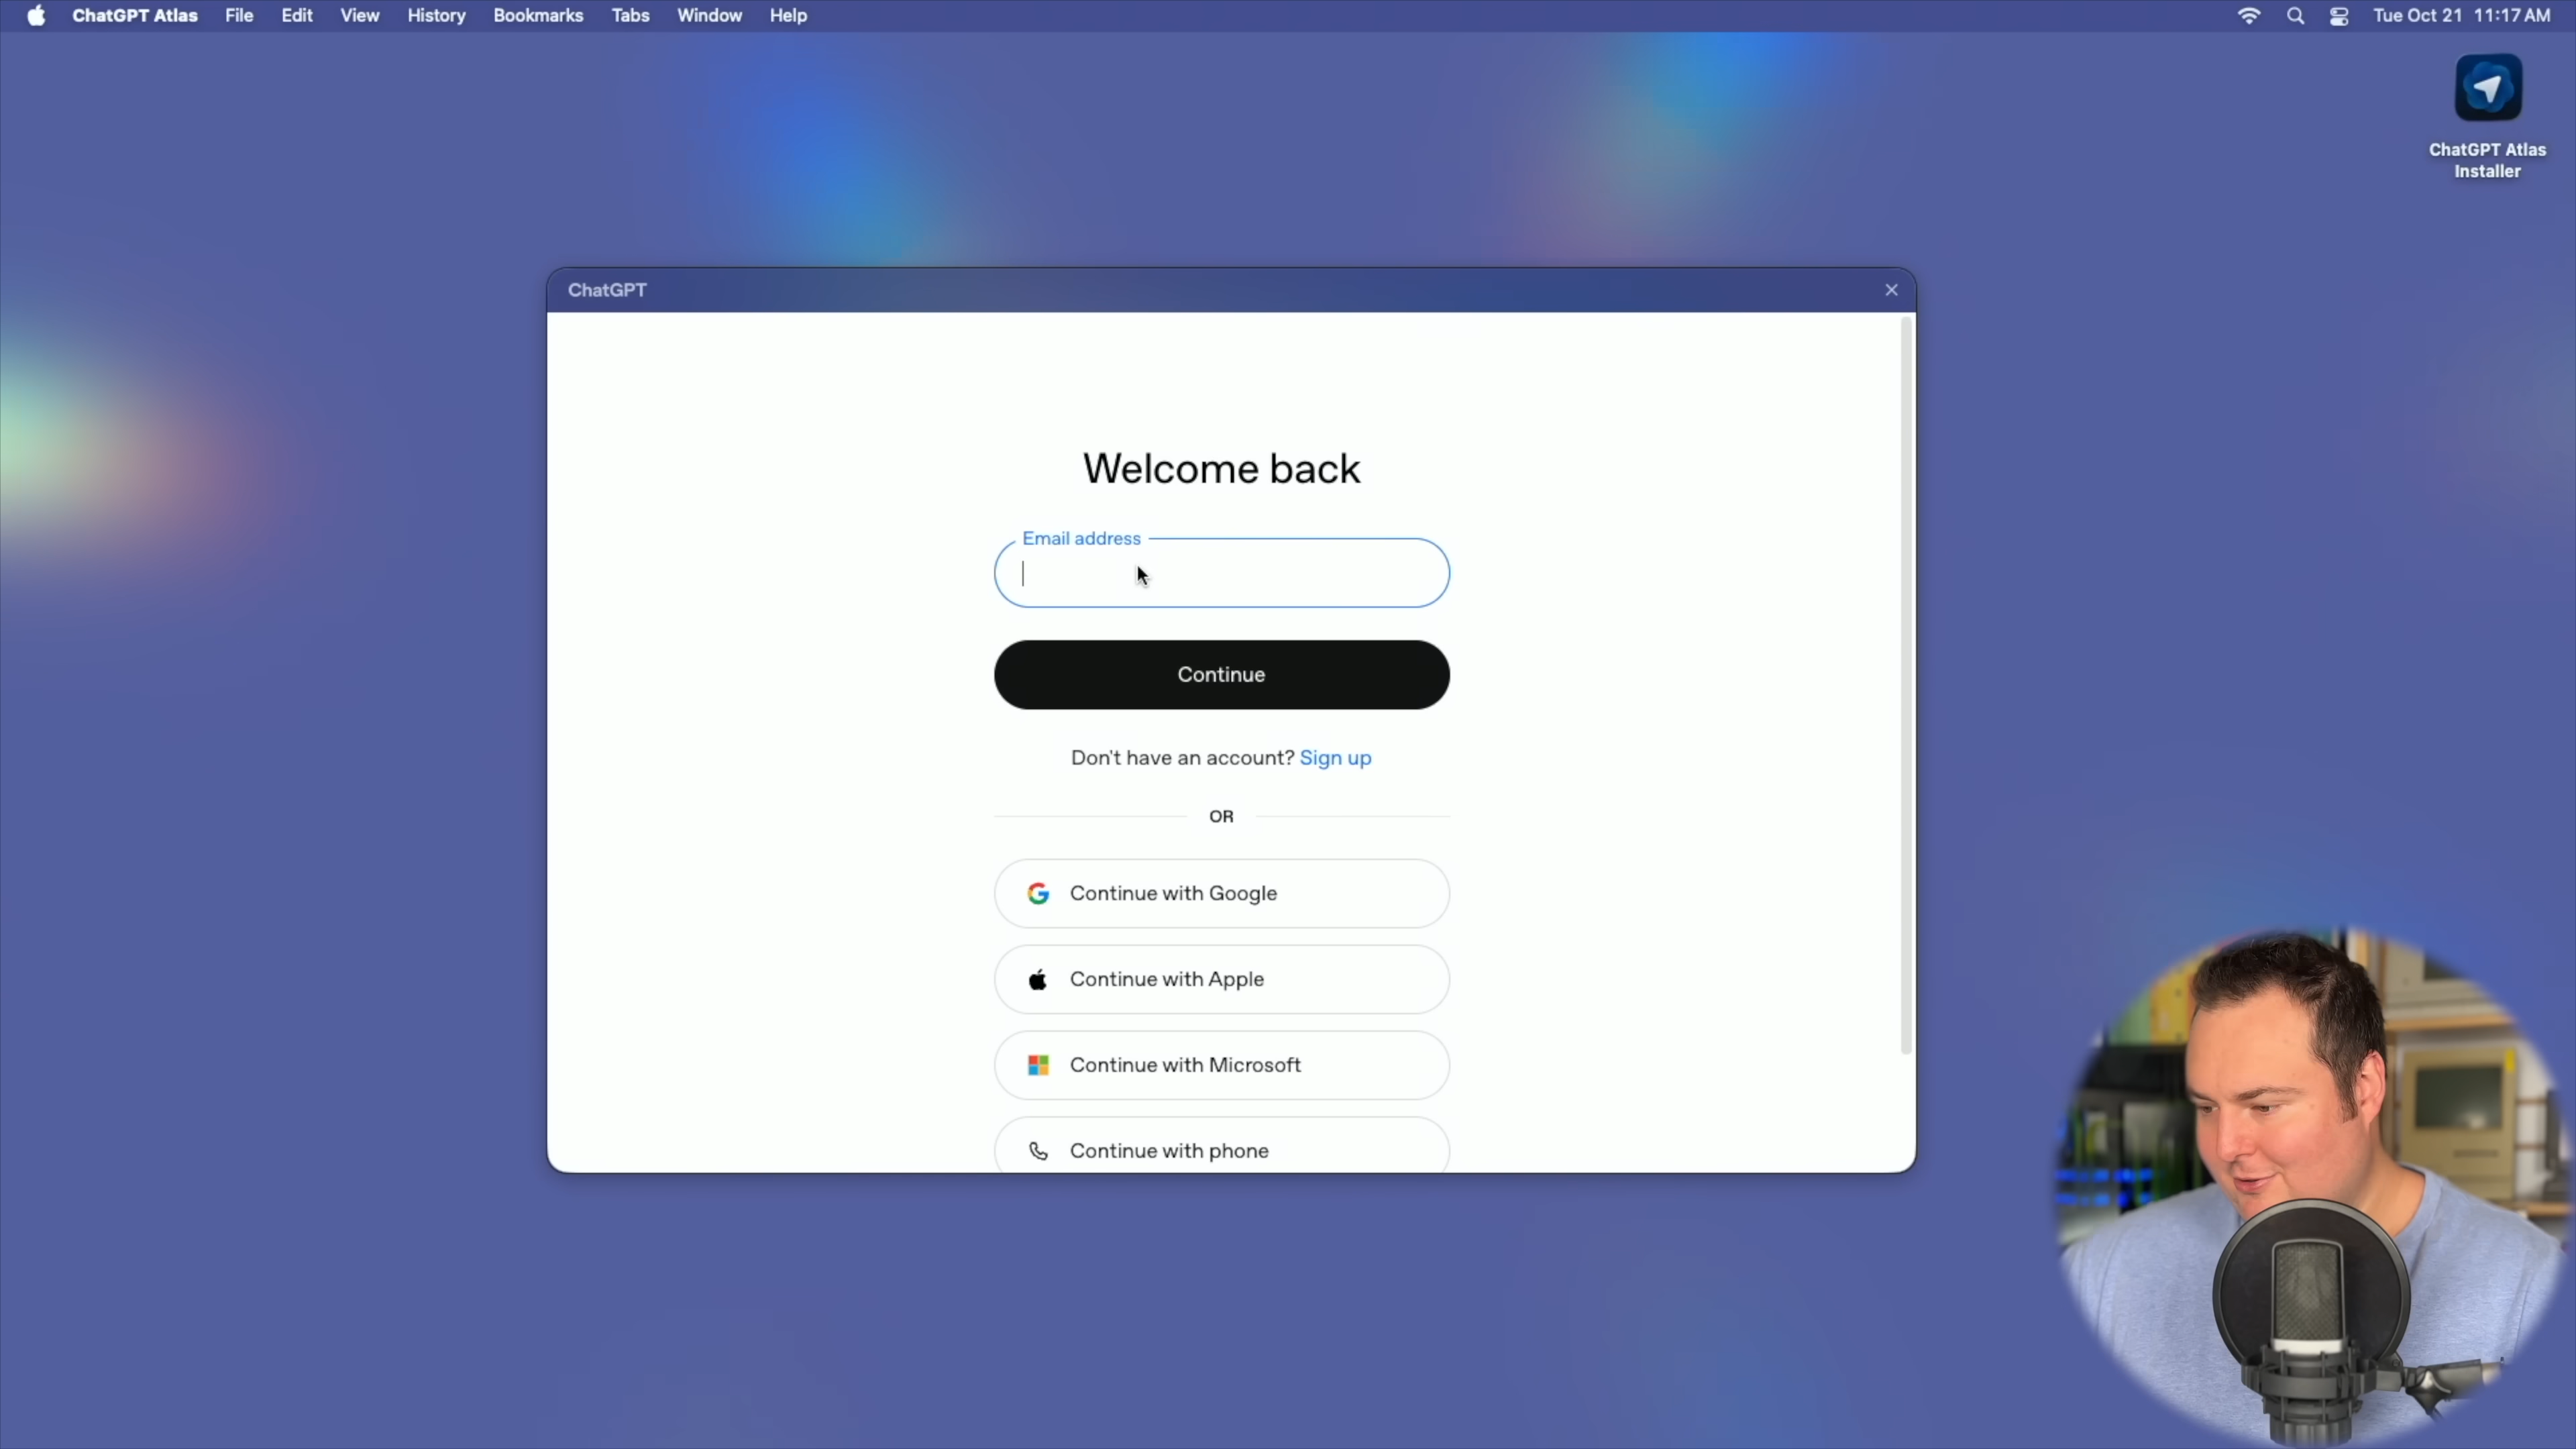 ChatGPT Atlas File Edit View History Bookmarks Tabs Window Help Tue Oct 21 11:17 AM
ChatGPT Atlas
Installer
ChatGPT
Welcome back
Email address
Continue
Don't have an account? Sign up
OR
Continue with Google
Continue with Apple
Continue with Microsoft
Continue with phone